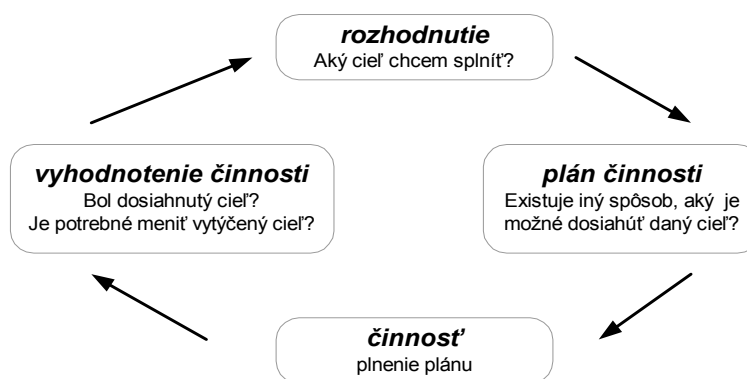 rozhodnutie
Aký cieľ chcem splniť?
vyhodnotenie činnosti
Bol dosiahnutý cieľ?
Je potrebné meniť vytýčený cieľ?
plán činnosti
Existuje iný spôsob, aký je
možné dosiahúť daný cieľ?
činnosť
plnenie plánu